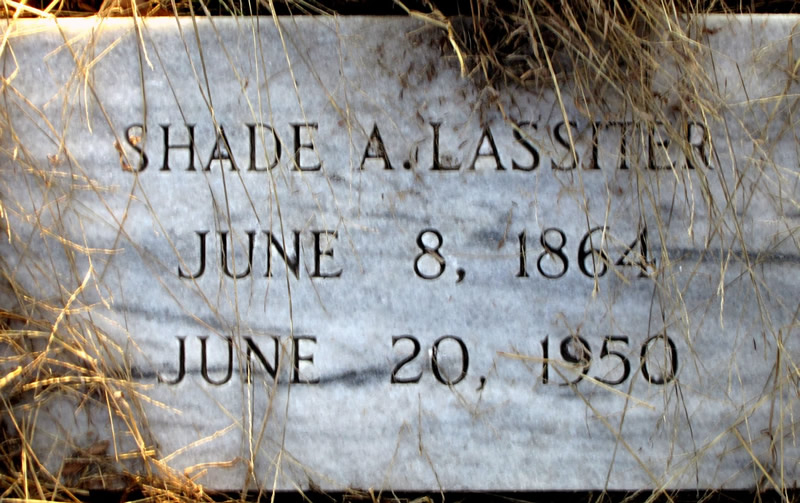 SHADE A. LASSITER
JUNE 8, 1864
JUNE 20, 1950